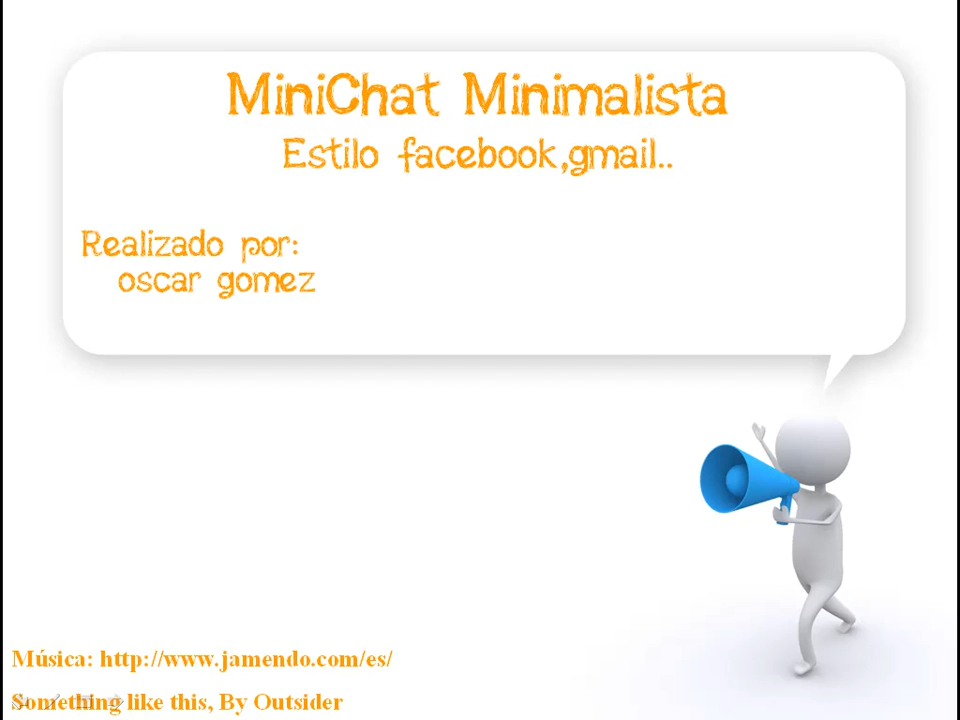 MiniChat Minimalista
Estilo facebook,gmail..
Realizado por:
oscar gomez
Música: http://www.jamendo.com/es/
Something like this, By Outsider